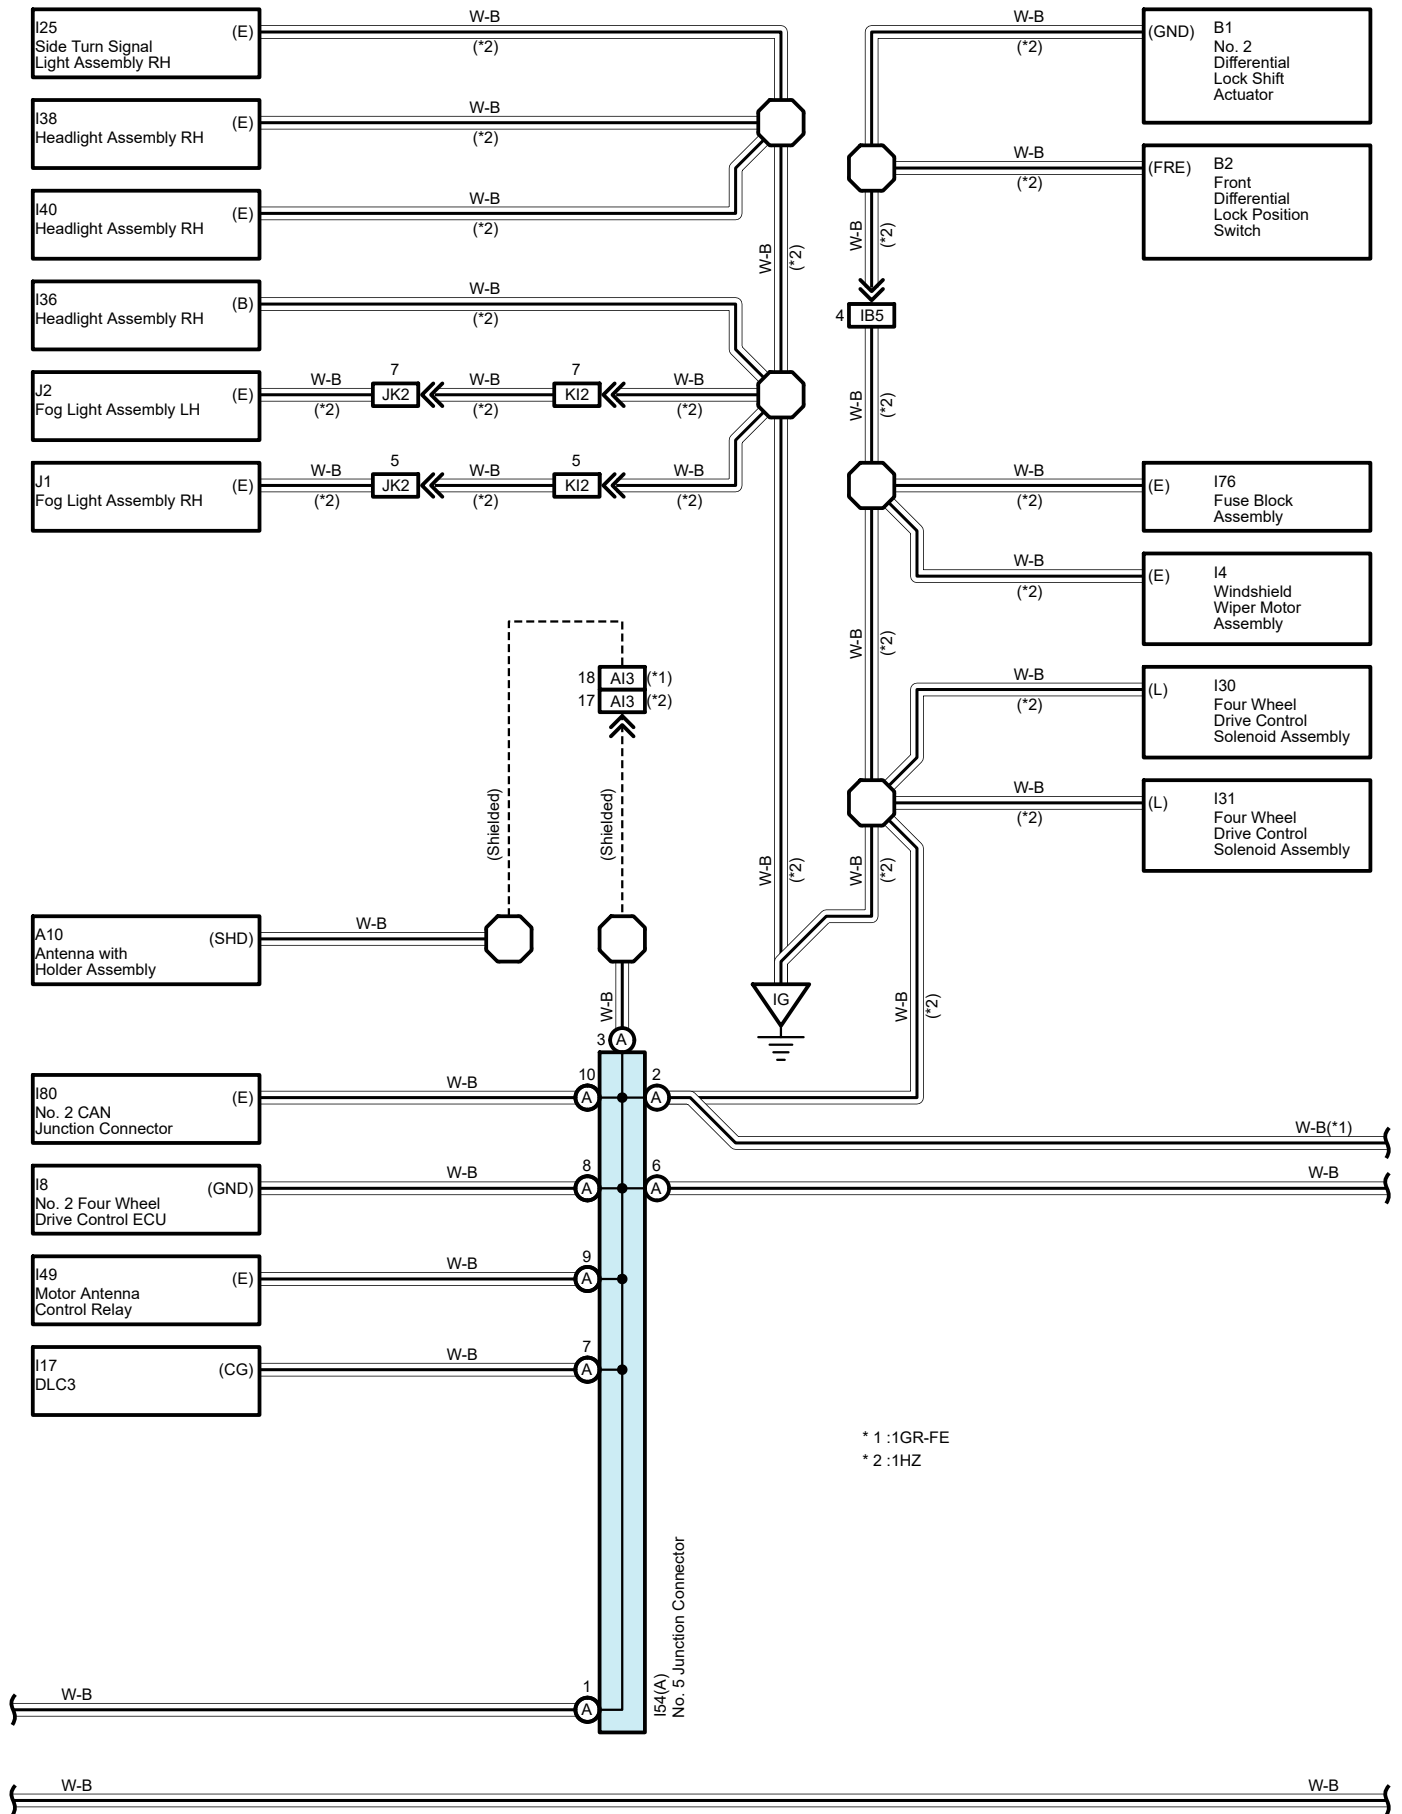 I25
(E)
Side Turn Signal
Light Assembly RH
W-B
(*2)
I38
(E)
Headlight Assembly RH
W-B
(*2)
I40
(E)
Headlight Assembly RH
W-B
(*2)
I36
(B)
Headlight Assembly RH
W-B
(*2)
J2
(E)
Fog Light Assembly LH
W-B
(*2)
7
JK2
W-B
(*2)
7
KI2
W-B
(*2)
J1
(E)
Fog Light Assembly RH
W-B
(*2)
5
JK2
W-B
(*2)
5
KI2
W-B
(*2)
W-B
(*2)
W-B
(*2)
W-B
(*2)
(GND)
B1
No. 2
Differential
Lock Shift
Actuator
W-B
(*2)
(FRE)
B2
Front
Differential
Lock Position
Switch
W-B
(*2)
4
IB5
W-B
(*2)
W-B
(*2)
(E)
I76
Fuse Block
Assembly
W-B
(*2)
(E)
I4
Windshield
Wiper Motor
Assembly
W-B
(*2)
W-B
(*2)
(L)
I30
Four Wheel
Drive Control
Solenoid Assembly
W-B
(*2)
(L)
I31
Four Wheel
Drive Control
Solenoid Assembly
W-B
(*2)
W-B
(*2)
IG
18
AI3
(*1)
17
AI3
(*2)
(Shielded)
(Shielded)
A10
(SHD)
Antenna with
Holder Assembly
W-B
W-B
3
A
I80
(E)
No. 2 CAN
Junction Connector
W-B
10
A
2
A
W-B(*1)
I8
(GND)
No. 2 Four Wheel
Drive Control ECU
W-B
8
A
6
A
W-B
I49
(E)
Motor Antenna
Control Relay
W-B
9
A
I17
(CG)
DLC3
W-B
7
A
* 1 :1GR-FE
* 2 :1HZ
I54(A)
No. 5 Junction Connector
W-B
1
A
W-B
W-B